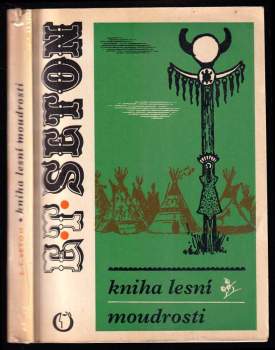 E. T. SETON • kniha lesní moudrosti
E.T. SETON
kniha lesní
moudrosti